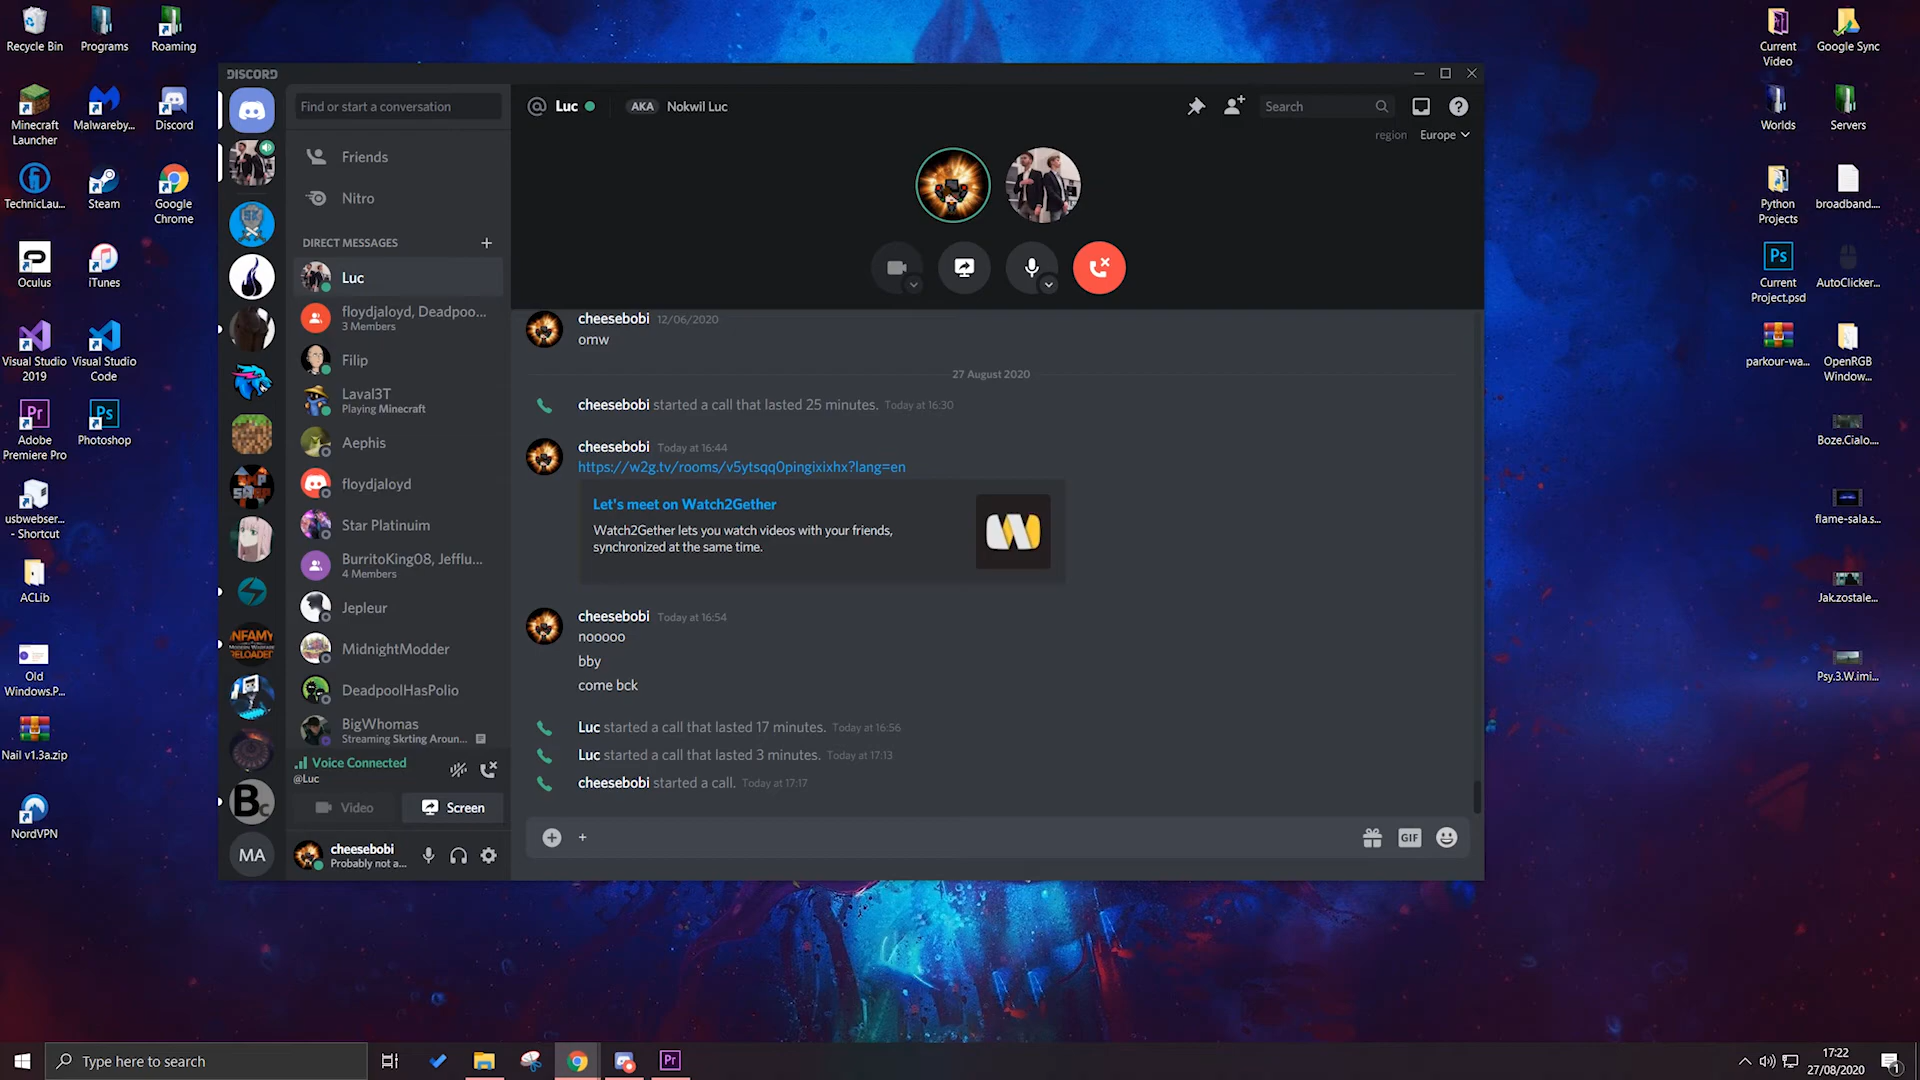 Recycle Bin
Programs
Roaming
Minecraft
Launcher
Malwareby...
Discord
TechnicLau...
Steam
Google
Chrome
Oculus
iTunes
Visual Studio
2019
Visual Studio
Code
Adobe
Premiere Pro
Photoshop
usbwebser...
- Shortcut
ACLib
Old
Windows.P...
Nail v1.3a.zip
NordVPN
DISCORD
Find or start a conversation
Friends
Nitro
DIRECT MESSAGES
Luc
floydjaloyd, Deadpoo...
3 Members
Filip
Laval3T
Playing Minecraft
Aephis
floydjaloyd
Star Platinuim
BurritoKing08, Jefflu...
4 Members
Jepleur
MidnightModder
DeadpoolHasPolio
BigWhomas
Streaming Skrting Aroun...
Voice Connected
@Luc
Video
Screen
cheesebobi
Probably not a...
MA
Luc
AKA
Nokwil Luc
Search
region
Europe
cheesebobi 12/06/2020
omw
27 August 2020
cheesebobi started a call that lasted 25 minutes. Today at 16:30
cheesebobi Today at 16:44
https://w2g.tv/rooms/v5ytsqq0pingixixhx?lang=en
Let's meet on Watch2Gether
Watch2Gether lets you watch videos with your friends,
synchronized at the same time.
cheesebobi Today at 16:54
nooooo
bby
come bck
Luc started a call that lasted 17 minutes. Today at 16:56
Luc started a call that lasted 3 minutes. Today at 17:13
cheesebobi started a call. Today at 17:17
+
GIF
Current
Video
Google Sync
Worlds
Servers
Python
Projects
broadband....
Current
Project.psd
AutoClicker...
parkour-wa...
OpenRGB
Window...
Boze.Cialo....
flame-sala.s...
Jak.zostale...
Psy.3.W.imi...
Type here to search
17:22
27/08/2020
1